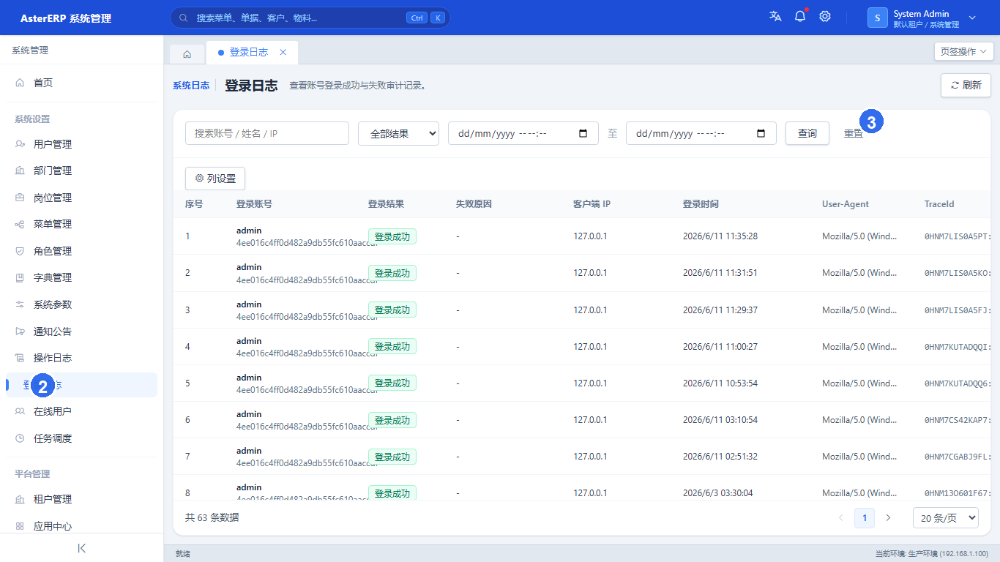 AsterERP 系统管理
搜索菜单、单据、客户、物料...
Ctrl K
S
System Admin
默认租户 / 系统管理
系统管理
首页
系统设置
用户管理
部门管理
岗位管理
菜单管理
角色管理
字典管理
系统参数
通知公告
操作日志
2
在线用户
任务调度
平台管理
租户管理
应用中心
登录日志
页签操作
系统日志
登录日志
查看账号登录成功与失败审计记录。
刷新
搜索账号 / 姓名 / IP
全部结果
dd/mm/yyyy --:--
至
dd/mm/yyyy --:--
查询
重置
3
列设置
序号 登录账号 登录结果 失败原因 客户端 IP 登录时间 User-Agent TraceId
1 admin 登录成功 - 127.0.0.1 2026/6/11 11:35:28 Mozilla/5.0 (Wind... 0HNM7LIS0A5PT:
4ee016c4ff0d482a9db55fc610aaccdf
2 admin 登录成功 - 127.0.0.1 2026/6/11 11:31:51 Mozilla/5.0 (Wind... 0HNM7LIS0A5KO:
4ee016c4ff0d482a9db55fc610aaccdf
3 admin 登录成功 - 127.0.0.1 2026/6/11 11:29:37 Mozilla/5.0 (Wind... 0HNM7LIS0A5FJ:
4ee016c4ff0d482a9db55fc610aaccdf
4 admin 登录成功 - 127.0.0.1 2026/6/11 11:00:27 Mozilla/5.0 (Wind... 0HNM7KUTADQQI:
4ee016c4ff0d482a9db55fc610aaccdf
5 admin 登录成功 - 127.0.0.1 2026/6/11 10:53:54 Mozilla/5.0 (Wind... 0HNM7KUTADQQ6:
4ee016c4ff0d482a9db55fc610aaccdf
6 admin 登录成功 - 127.0.0.1 2026/6/11 03:10:54 Mozilla/5.0 (Wind... 0HNM7CS42KAP7:
4ee016c4ff0d482a9db55fc610aaccdf
7 admin 登录成功 - 127.0.0.1 2026/6/11 02:51:32 Mozilla/5.0 (Wind... 0HNM7CGABJ9FL:
4ee016c4ff0d482a9db55fc610aaccdf
8 admin 登录成功 - 127.0.0.1 2026/6/3 03:30:04 Mozilla/5.0 (Wind... 0HNM13O601F67:
4ee016c4ff0d482a9db55fc610aaccdf
共 63 条数据
1
20 条/页
就绪
当前环境: 生产环境 (192.168.1.100)